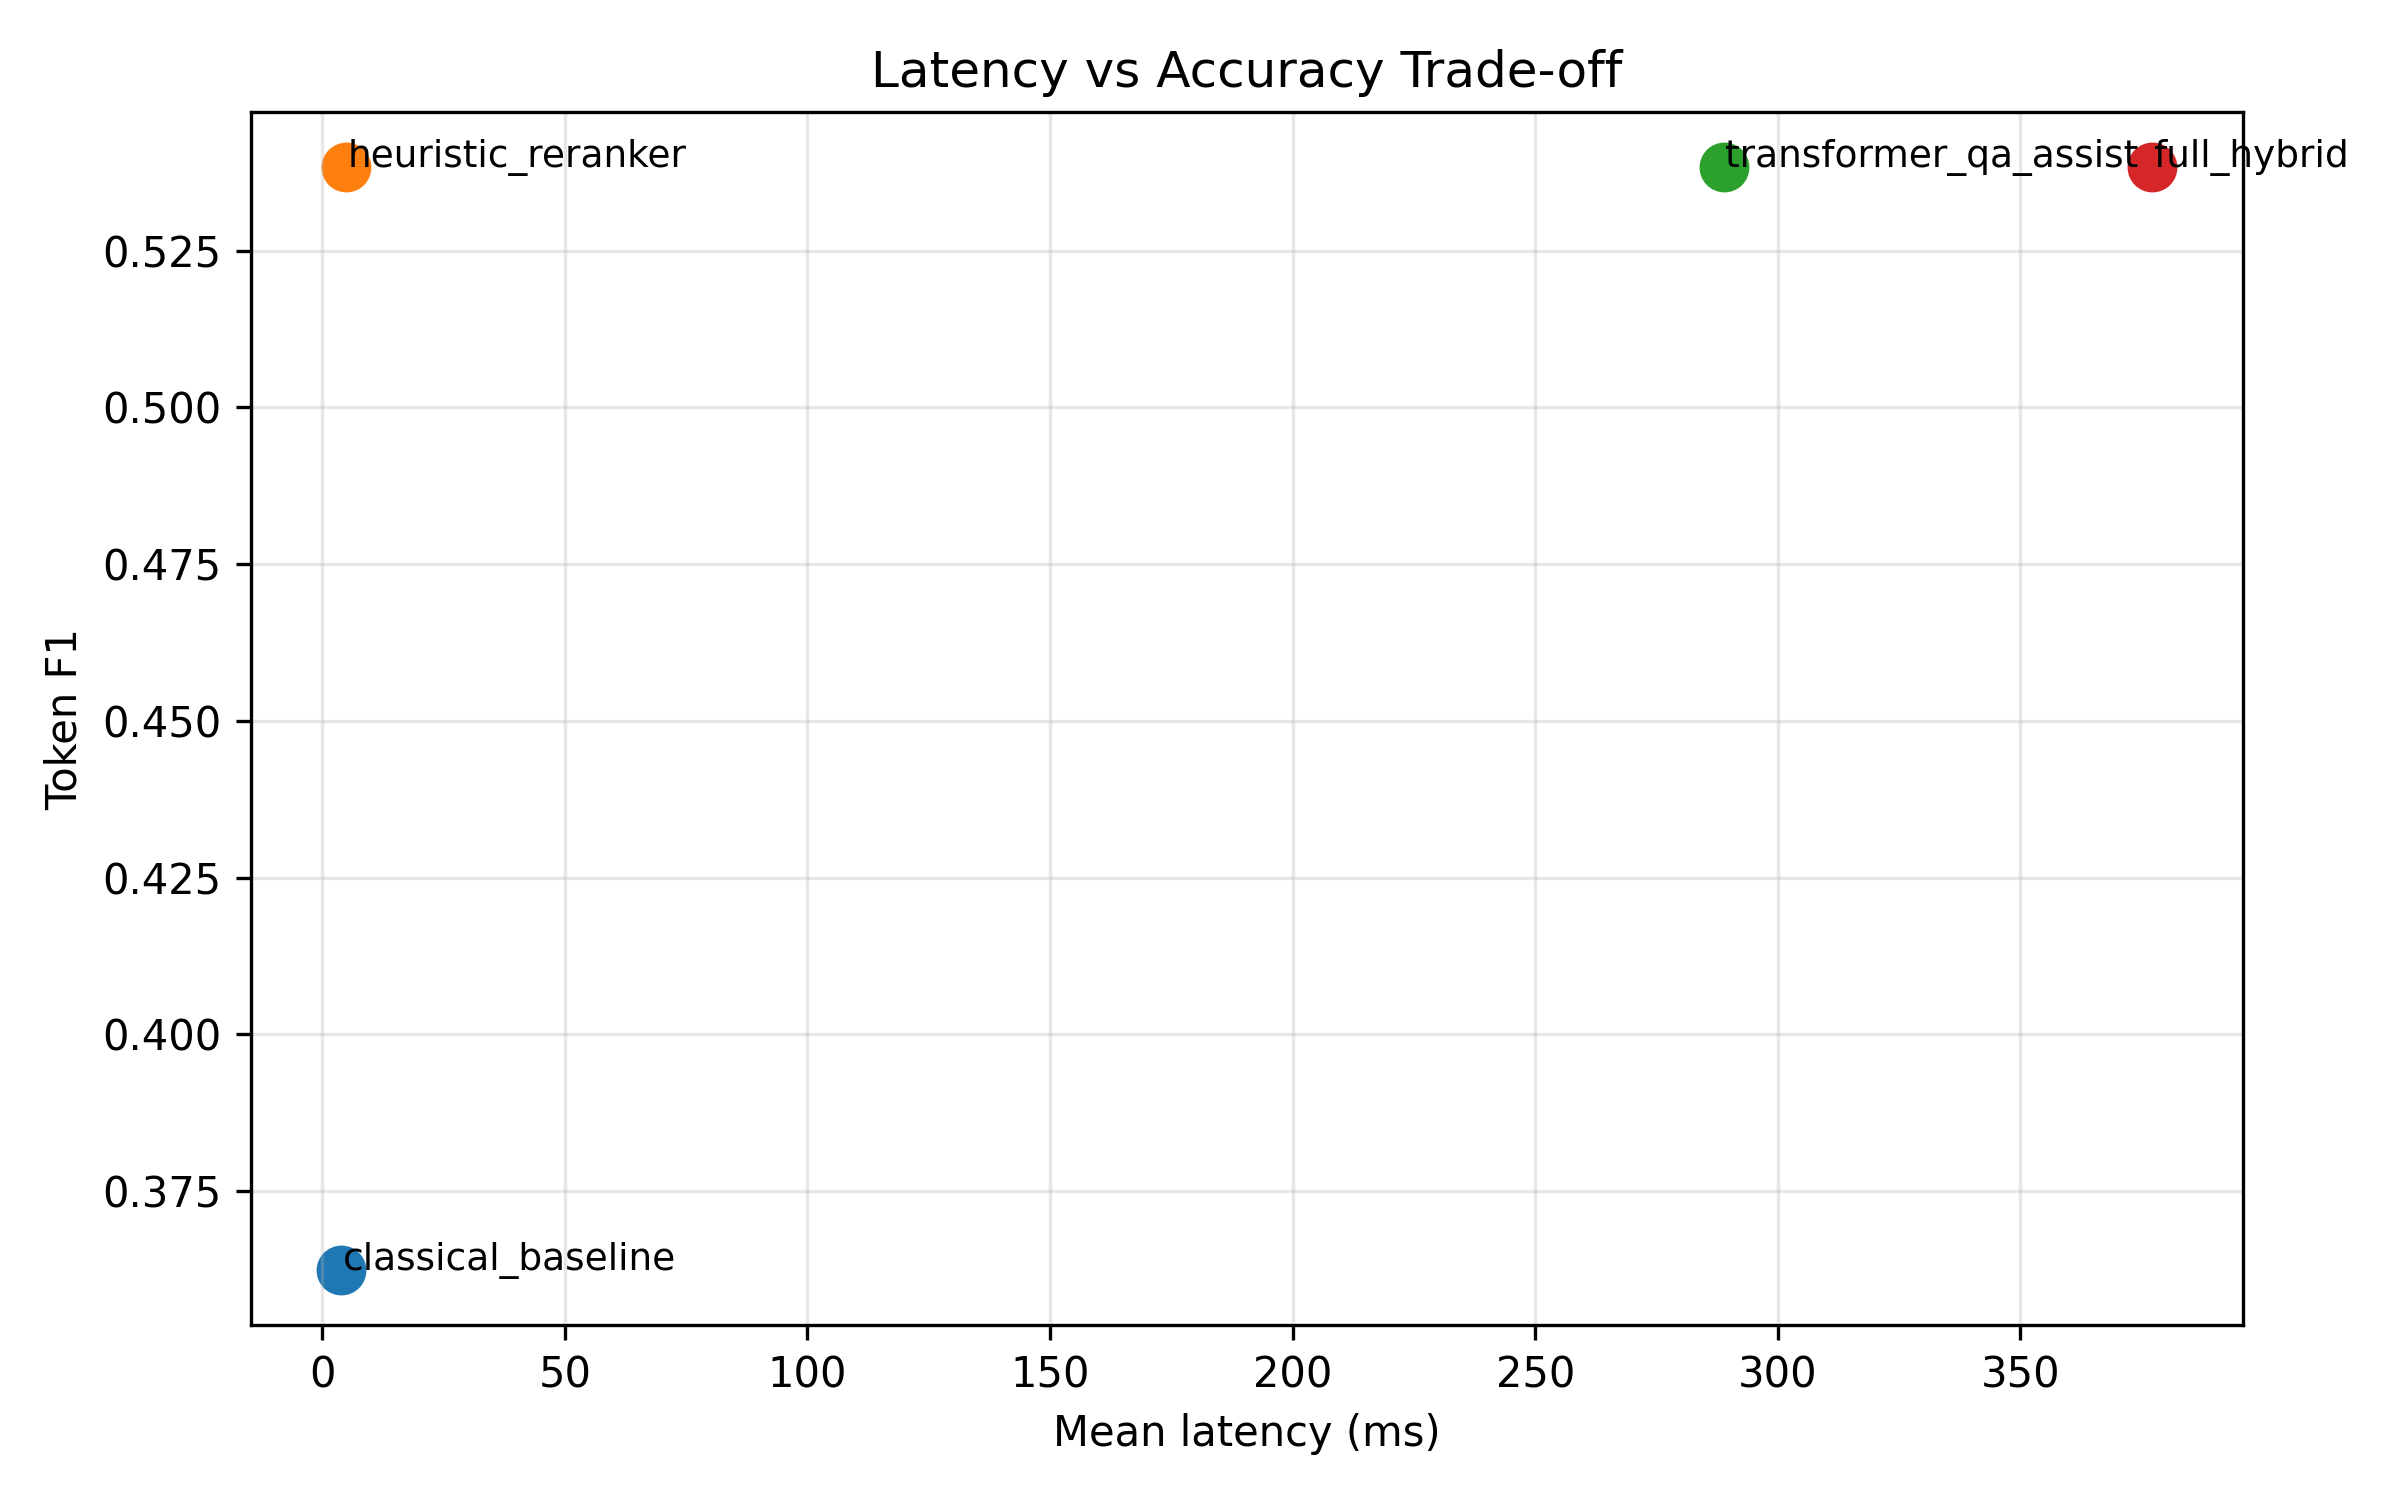 Latency vs Accuracy Trade-off
heuristic_reranker
transformer_qa_assist
full_hybrid
0.525
0.500
0.475
0.450
0.425
0.400
0.375
Token F1
classical_baseline
0 50 100 150 200 250 300 350
Mean latency (ms)